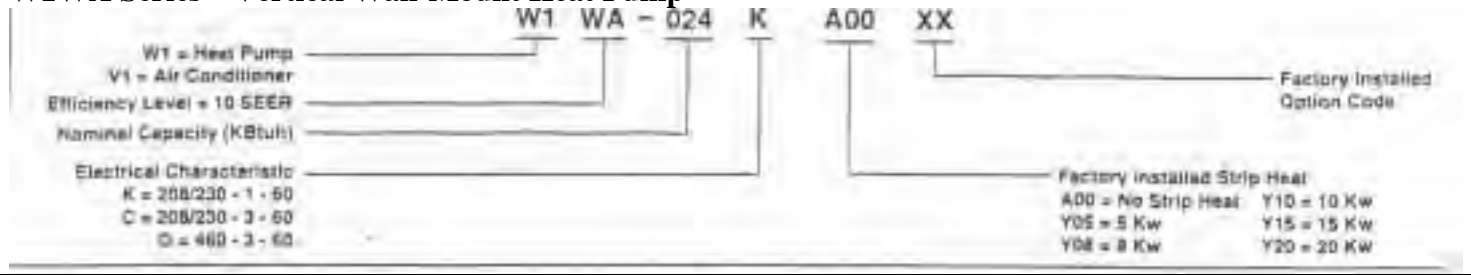 W1 WA - 024 K A00 XX
W1 = Heat Pump
V1 = Air Conditioner
Efficiency Level = 10 SEER
Nominal Capacity (KBtuh)
Electrical Characteristic
K = 208/230 - 1 - 60
C = 208/230 - 3 - 60
D = 460 - 3 - 60
Factory Installed
Option Code
Factory Installed Strip Heat
A00 = No Strip Heat Y10 = 10 Kw
Y05 = 5 Kw Y15 = 15 Kw
Y08 = 8 Kw Y20 = 20 Kw